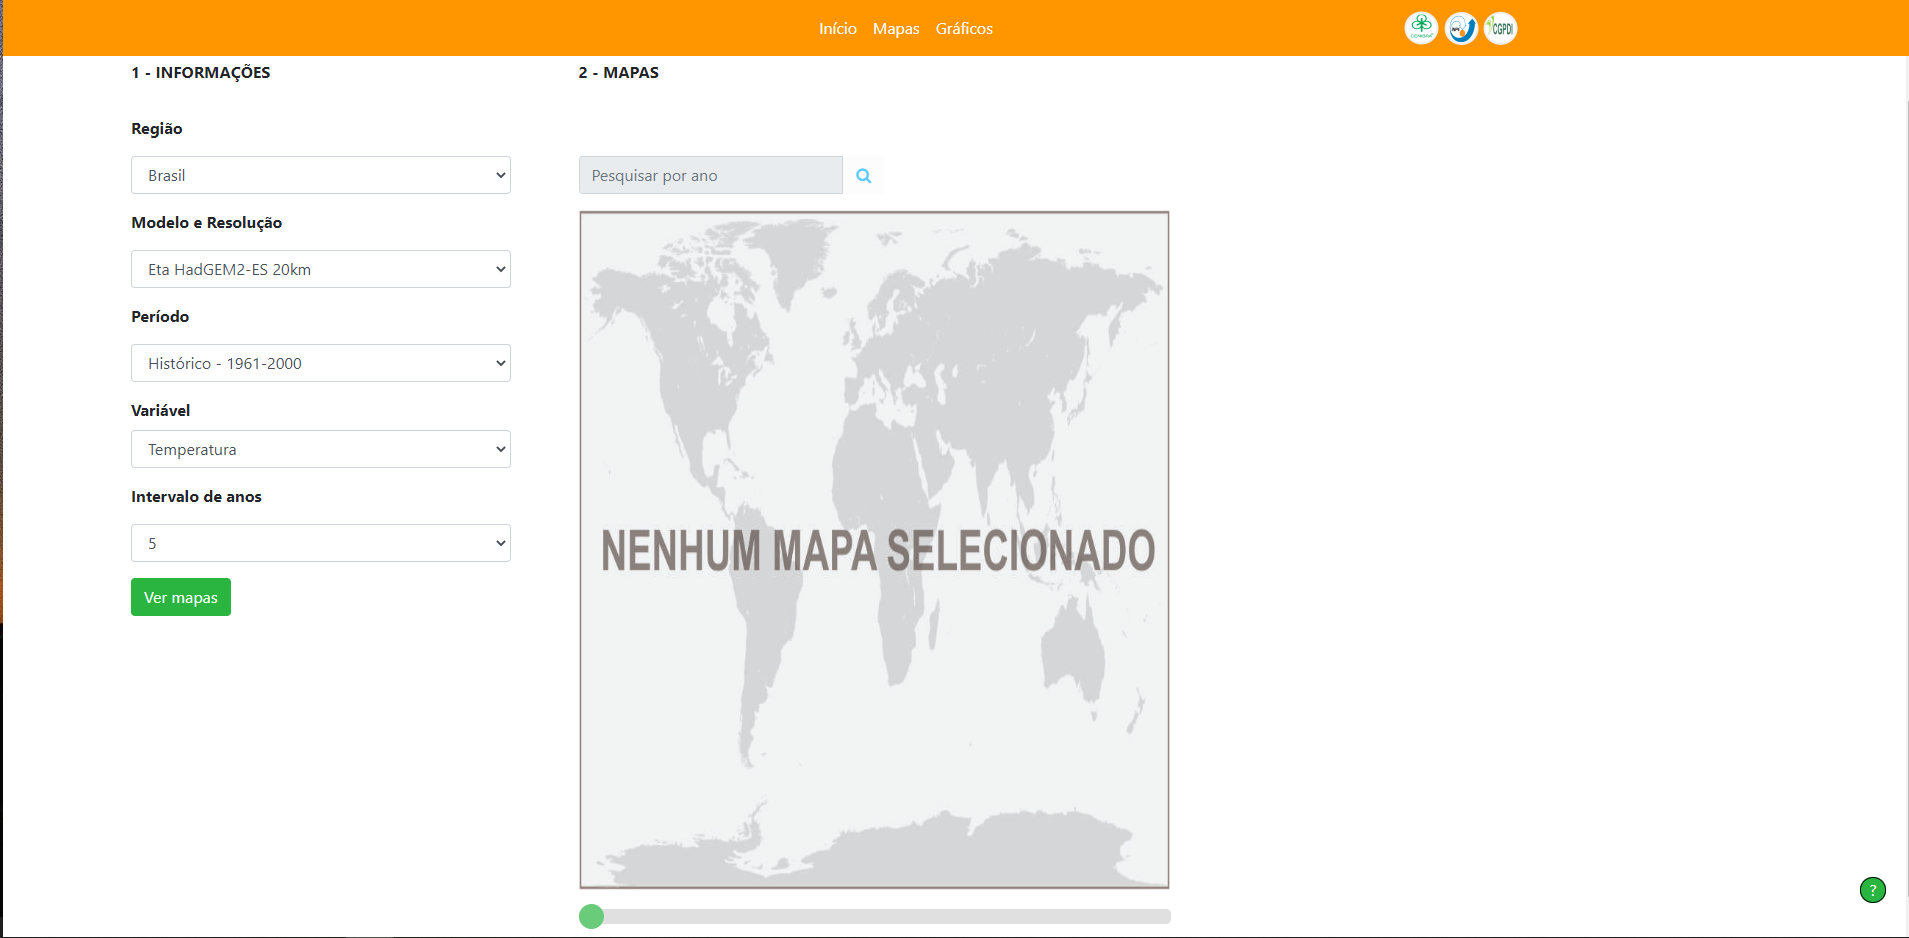 Início Mapas Gráficos
CGPDI
1 - INFORMAÇÕES
Região
Brasil
Modelo e Resolução
Eta HadGEM2-ES 20km
Período
Histórico - 1961-2000
Variável
Temperatura
Intervalo de anos
5
Ver mapas
2 - MAPAS
Pesquisar por ano
NENHUM MAPA SELECIONADO
?